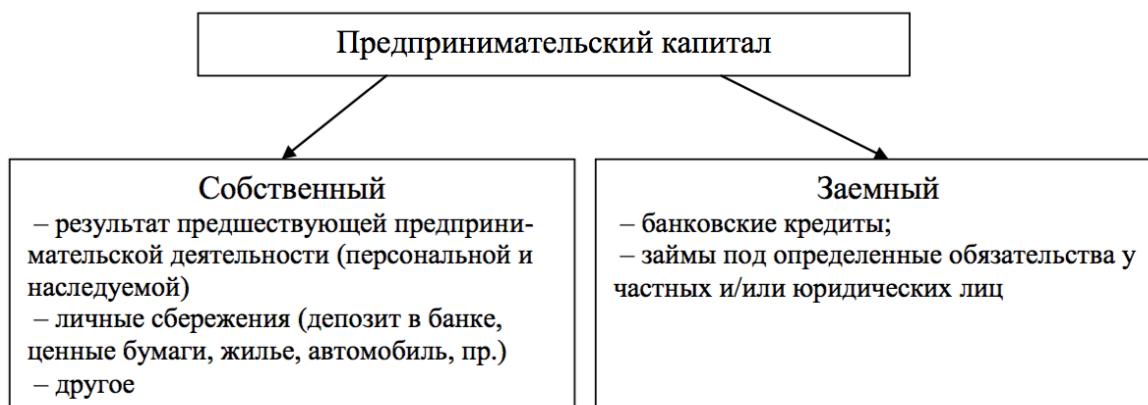 Предпринимательский капитал
Собственный
– результат предшествующей предприни-
мательской деятельности (персональной и
наследуемой)
– личные сбережения (депозит в банке,
ценные бумаги, жилье, автомобиль, пр.)
– другое
Заемный
– банковские кредиты;
– займы под определенные обязательства у
частных и/или юридических лиц